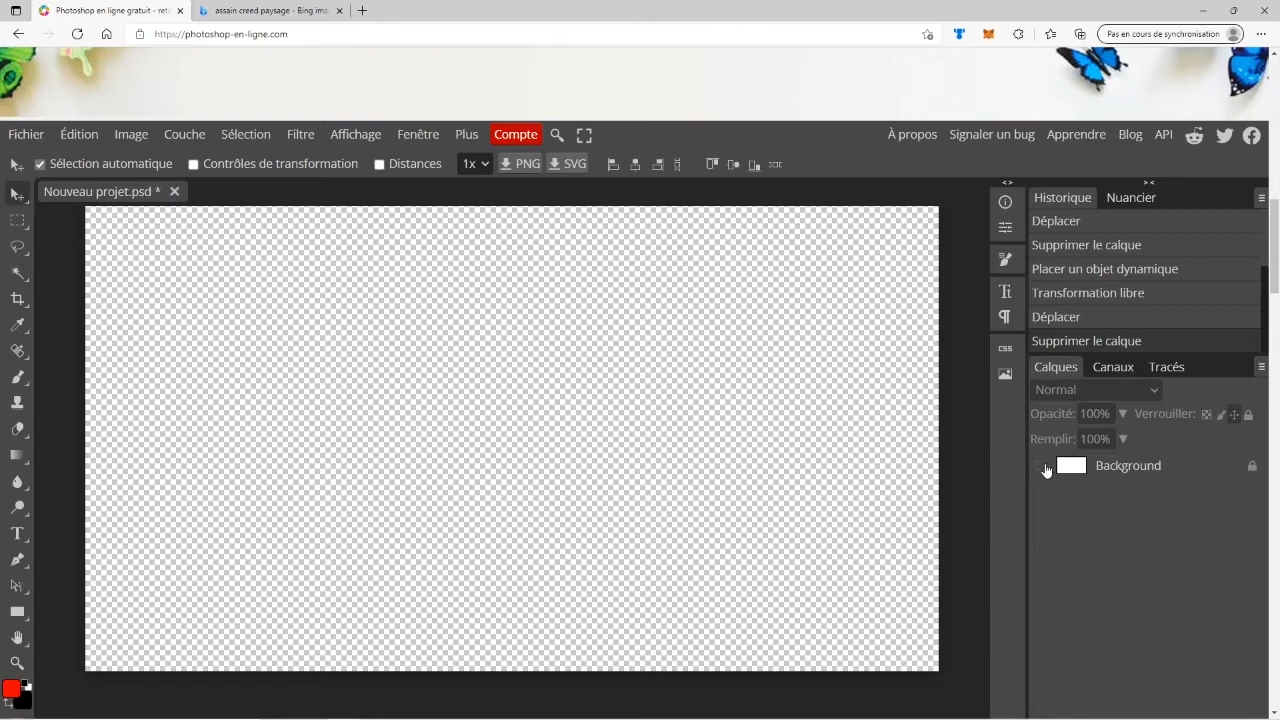 Photoshop en ligne gratuit - reto
assain creed paysage - Bing ima
https://photoshop-en-ligne.com
Pas en cours de synchronisation
Fichier Édition Image Couche Sélection Filtre Affichage Fenêtre Plus Compte
À propos Signaler un bug Apprendre Blog API
Sélection automatique Contrôles de transformation Distances 1x PNG SVG
Nouveau projet.psd *
Historique Nuancier
Déplacer
Supprimer le calque
Placer un objet dynamique
Transformation libre
Déplacer
Supprimer le calque
CSS
Calques Canaux Tracés
Normal
Opacité: 100% Verrouiller:
Remplir: 100%
Background